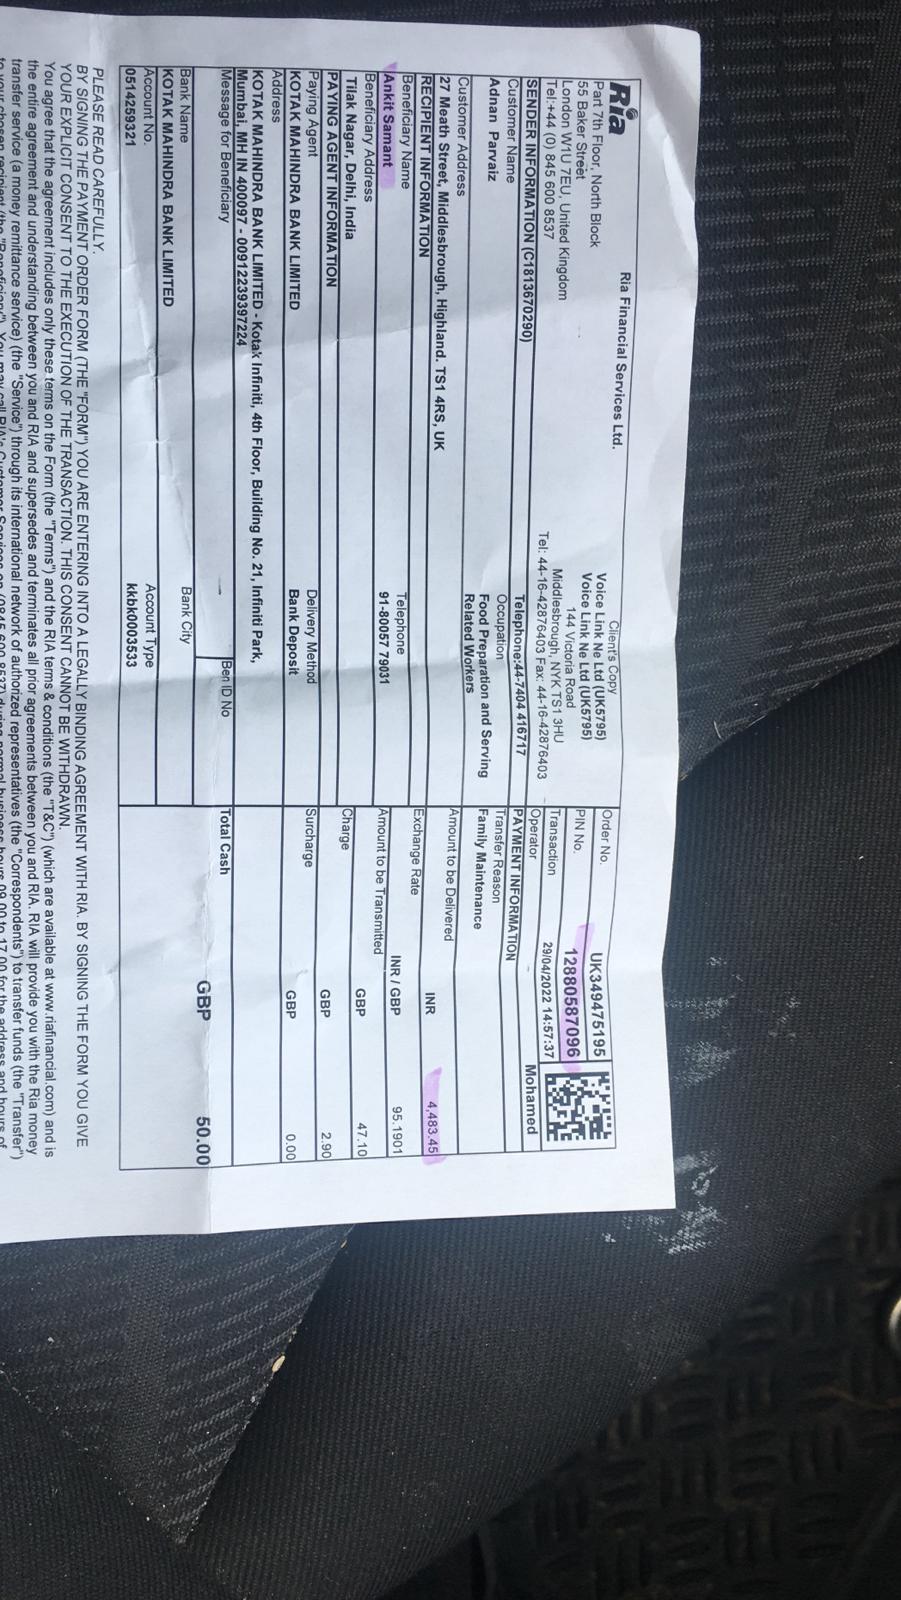 Ria
Ria Financial Services Ltd.
Part 7th Floor, North Block
55 Baker Street
London W1U 7EU, United Kingdom
Tel:+44 (0) 845 600 8537
Client's Copy
Voice Link Ne Ltd (UK5795)
Voice Link Ne Ltd (UK5795)
144 Victoria Road
Middlesbrough, NYK TS1 3HU
Tel: 44-16-42876403 Fax: 44-16-42876403
Order No. UK349475195
PIN No. 12880587096
Transaction 29/04/2022 14:57:37
Operator Mohamed
SENDER INFORMATION (C1813670290)
Customer Name
Adnan Parvaiz
Telephone:44-7404 416717
Occupation
Food Preparation and Serving
Related Workers
Customer Address
27 Meath Street, Middlesbrough, Highland. TS1 4RS, UK
PAYMENT INFORMATION
Transfer Reason
Family Maintenance
RECIPIENT INFORMATION
Beneficiary Name
Ankit Samant
Telephone
91-80057 79031
Beneficiary Address
Tilak Nagar, Delhi, India
Amount to be Delivered
INR 4,483.45
Exchange Rate
INR / GBP 95.1901
Amount to be Transmitted
GBP 47.10
Charge
GBP 2.90
Surcharge
GBP 0.00
PAYING AGENT INFORMATION
Paying Agent
KOTAK MAHINDRA BANK LIMITED
Delivery Method
Bank Deposit
Address
KOTAK MAHINDRA BANK LIMITED - Kotak Infiniti, 4th Floor, Building No. 21, Infiniti Park,
Mumbai, MH IN 400097 - 00912239397224
Message for Beneficiary
Ben ID No
Total Cash
GBP 50.00
Bank Name
KOTAK MAHINDRA BANK LIMITED
Bank City
Account No.
0514259321
Account Type
kkbk0003533
PLEASE READ CAREFULLY.
BY SIGNING THE PAYMENT ORDER FORM (THE "FORM") YOU ARE ENTERING INTO A LEGALLY BINDING AGREEMENT WITH RIA. BY SIGNING THE FORM YOU GIVE
YOUR EXPLICIT CONSENT TO THE EXECUTION OF THE TRANSACTION. THIS CONSENT CANNOT BE WITHDRAWN.
You agree that the agreement includes only these terms on the Form (the "Terms") and the RIA terms & conditions (the "T&C") (which are available at www.riafinancial.com) and is
the entire agreement and understanding between you and RIA and supersedes and terminates all prior agreements between you and RIA. RIA will provide you with the Ria money
transfer service (a money remittance service) (the "Service") through its international network of authorized representatives (the "Correspondents") to transfer funds (the "Transfer")